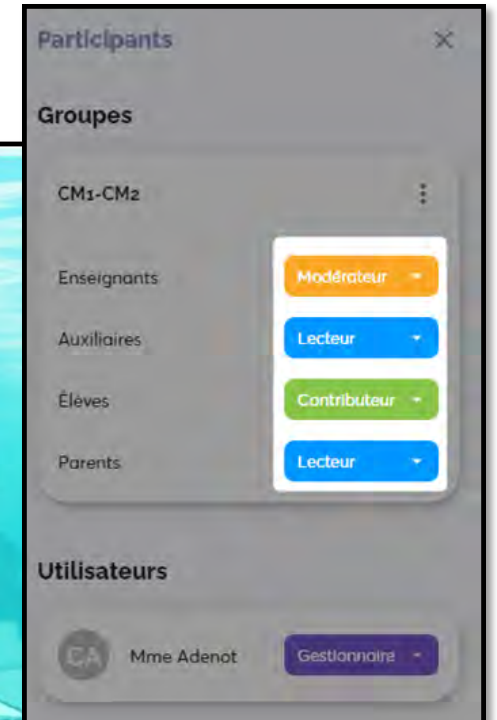 Participants
Groupes
CM1-CM2
Enseignants Modérateur
Auxiliaires Lecteur
Élèves Contributeur
Parents Lecteur
Utilisateurs
CA Mme Adenot Gestionnaire